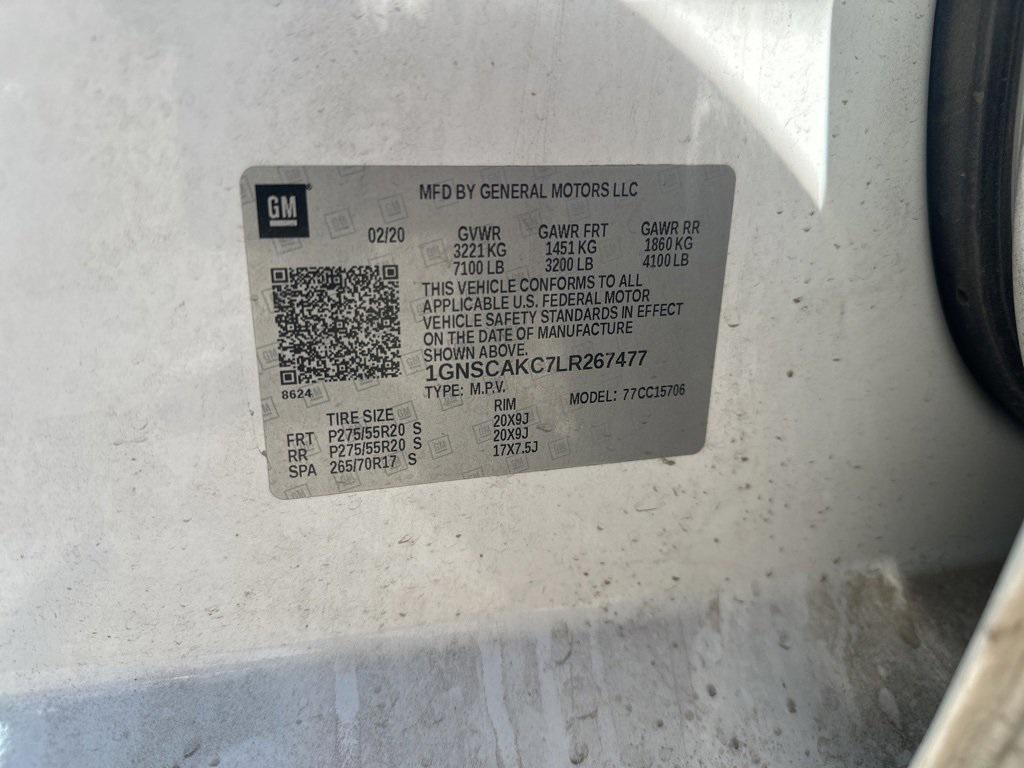 GM
MFD BY GENERAL MOTORS LLC
02/20 GVWR GAWR FRT GAWR RR
3221 KG 1451 KG 1860 KG
7100 LB 3200 LB 4100 LB
THIS VEHICLE CONFORMS TO ALL
APPLICABLE U.S. FEDERAL MOTOR
VEHICLE SAFETY STANDARDS IN EFFECT
ON THE DATE OF MANUFACTURE
SHOWN ABOVE.
8624 1GNSCAKC7LR267477
TYPE: M.P.V. MODEL: 77CC15706
TIRE SIZE RIM
FRT P275/55R20 S 20X9J
RR P275/55R20 S 20X9J
SPA 265/70R17 S 17X7.5J